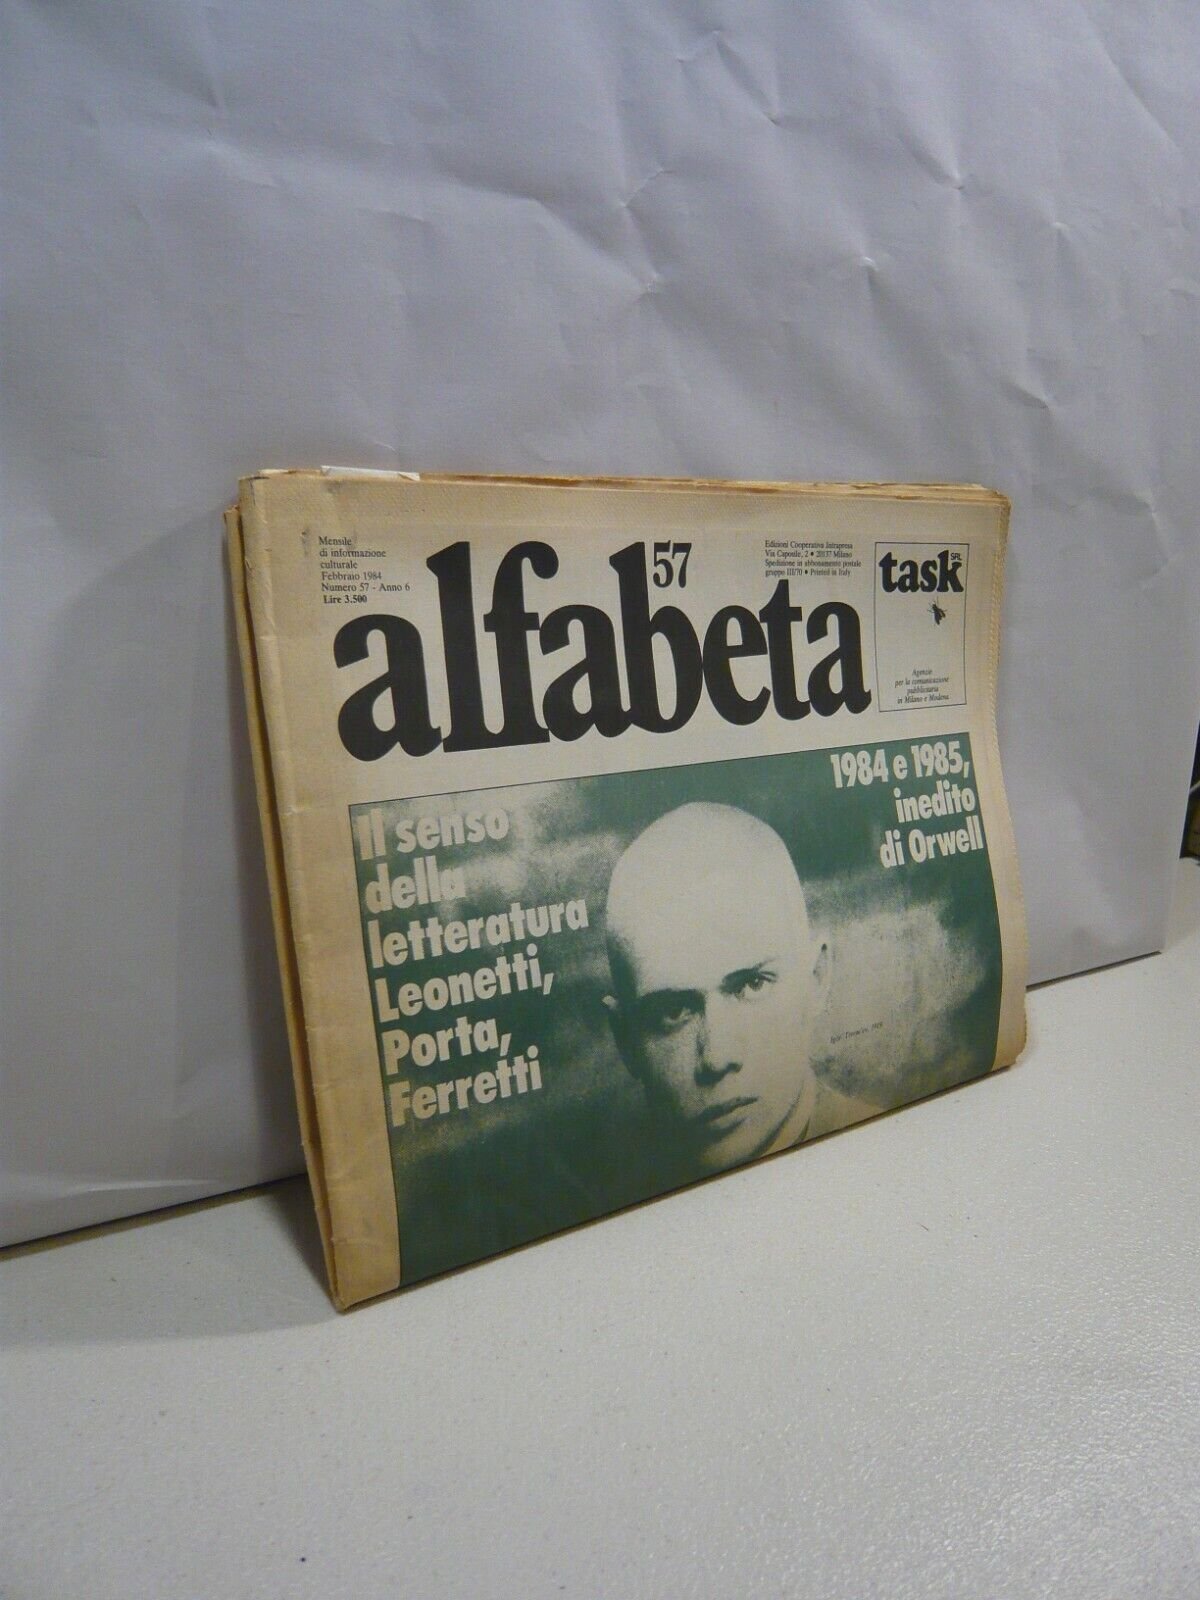 Mensile
di informazione
culturale
Febbraio 1984
Numero 57 - Anno 6
Lire 3.500
57
alfabeta
Edizioni Cooperativa Intrapresa
Via Caposile, 2 • 20137 Milano
Spedizione in abbonamento postale
gruppo III/70 • Printed in Italy
task
SRL
Agenzia
per la comunicazione
pubblicitaria
in Milano e Modena
Il senso
della
letteratura
Leonetti,
Porta,
Ferretti
1984 e 1985,
inedito
di Orwell